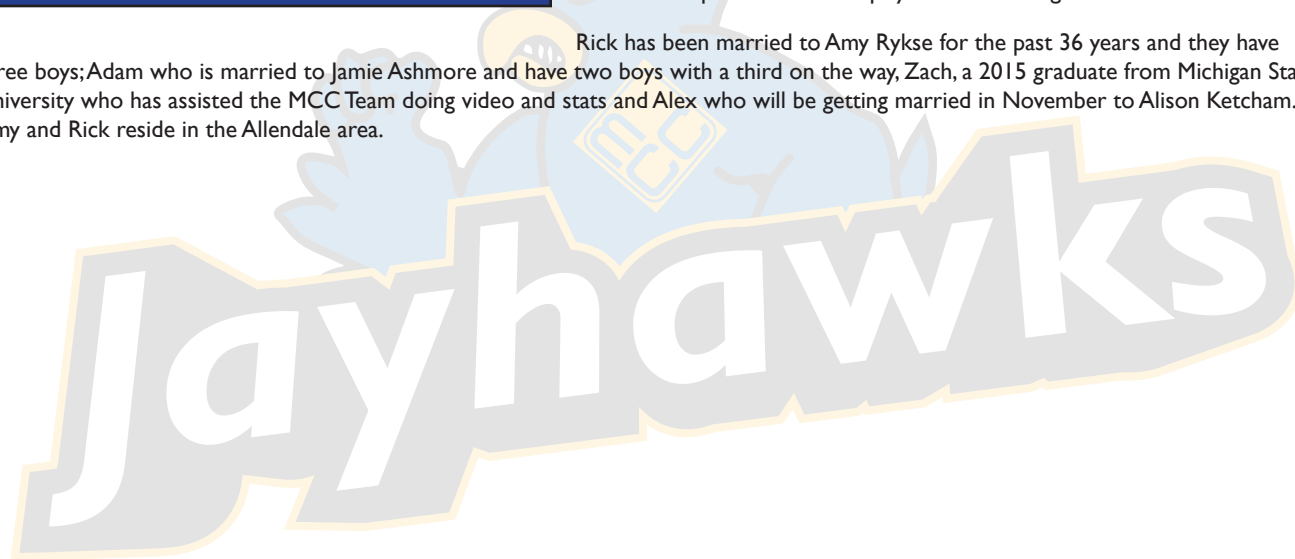 Rick has been married to Amy Rykse for the past 36 years and they have
ree boys; Adam who is married to Jamie Ashmore and have two boys with a third on the way, Zach, a 2015 graduate from Michigan Sta
niversity who has assisted the MCC Team doing video and stats and Alex who will be getting married in November to Alison Ketcham.
my and Rick reside in the Allendale area.
MCC
Jayhawks